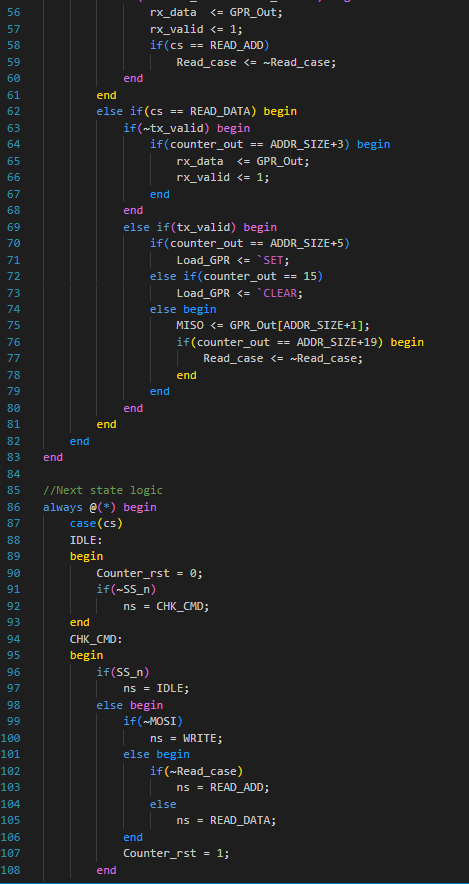 56 rx_data  <= GPR_Out;
57 rx_valid <= 1;
58 if(cs == READ_ADD)
59 Read_case <= ~Read_case;
60 end
61 end
62 else if(cs == READ_DATA) begin
63 if(~tx_valid) begin
64 if(counter_out == ADDR_SIZE+3) begin
65 rx_data  <= GPR_Out;
66 rx_valid <= 1;
67 end
68 end
69 else if(tx_valid) begin
70 if(counter_out == ADDR_SIZE+5)
71 Load_GPR <= `SET;
72 else if(counter_out == 15)
73 Load_GPR <= `CLEAR;
74 else begin
75 MISO <= GPR_Out[ADDR_SIZE+1];
76 if(counter_out == ADDR_SIZE+19) begin
77 Read_case <= ~Read_case;
78 end
79 end
80 end
81 end
82 end
83 end
84
85 //Next state logic
86 always @(*) begin
87 case(cs)
88 IDLE:
89 begin
90 Counter_rst = 0;
91 if(~SS_n)
92 ns = CHK_CMD;
93 end
94 CHK_CMD:
95 begin
96 if(SS_n)
97 ns = IDLE;
98 else begin
99 if(~MOSI)
100 ns = WRITE;
101 else begin
102 if(~Read_case)
103 ns = READ_ADD;
104 else
105 ns = READ_DATA;
106 end
107 Counter_rst = 1;
108 end